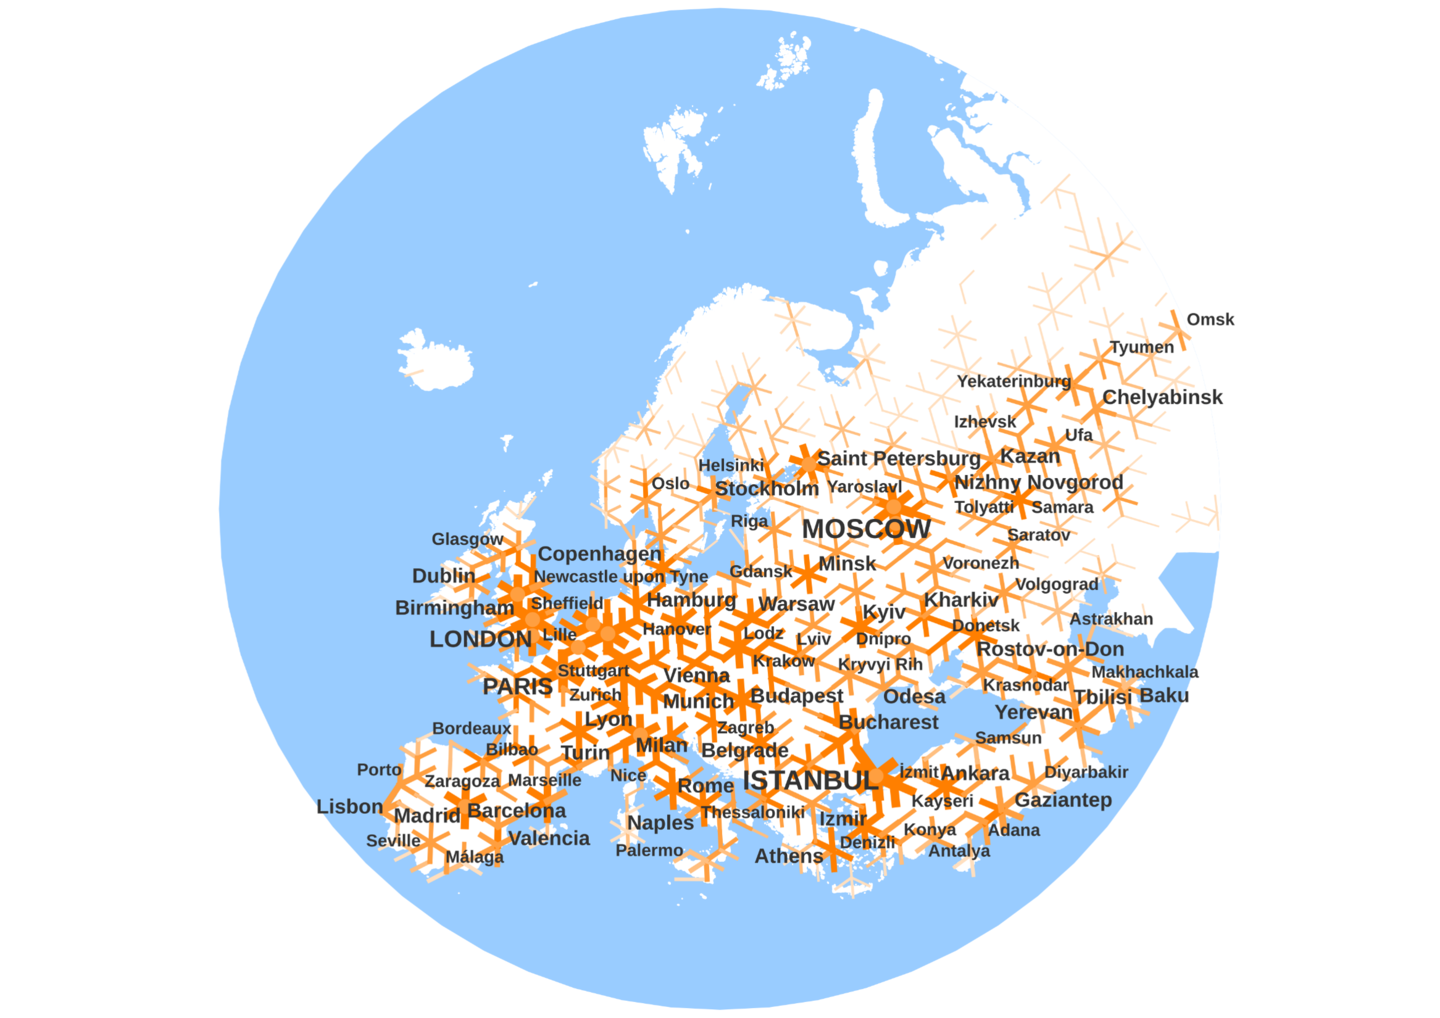 Omsk
Tyumen
Yekaterinburg
Chelyabinsk
Izhevsk
Ufa
Kazan
Saint Petersburg
Helsinki
Oslo
Stockholm
Yaroslavl
Nizhny Novgorod
Tolyatti
Samara
Riga
MOSCOW
Saratov
Glasgow
Copenhagen
Minsk
Voronezh
Gdansk
Dublin
Newcastle upon Tyne
Volgograd
Birmingham
Sheffield
Hamburg
Warsaw
Kyiv
Kharkiv
Astrakhan
LONDON
Lille
Hanover
Lodz
Lviv
Dnipro
Donetsk
Rostov-on-Don
Krakow
Kryvyi Rih
Stuttgart
Vienna
Makhachkala
PARIS
Zurich
Munich
Budapest
Odesa
Krasnodar
Tbilisi
Baku
Lyon
Yerevan
Bordeaux
Zagreb
Bucharest
Samsun
Bilbao
Turin
Milan
Belgrade
Porto
Zaragoza
Marseille
Nice
Rome
ISTANBUL
İzmit
Ankara
Diyarbakir
Lisbon
Madrid
Barcelona
Naples
Thessaloniki
Izmir
Kayseri
Gaziantep
Seville
Valencia
Konya
Adana
Málaga
Palermo
Athens
Denizli
Antalya